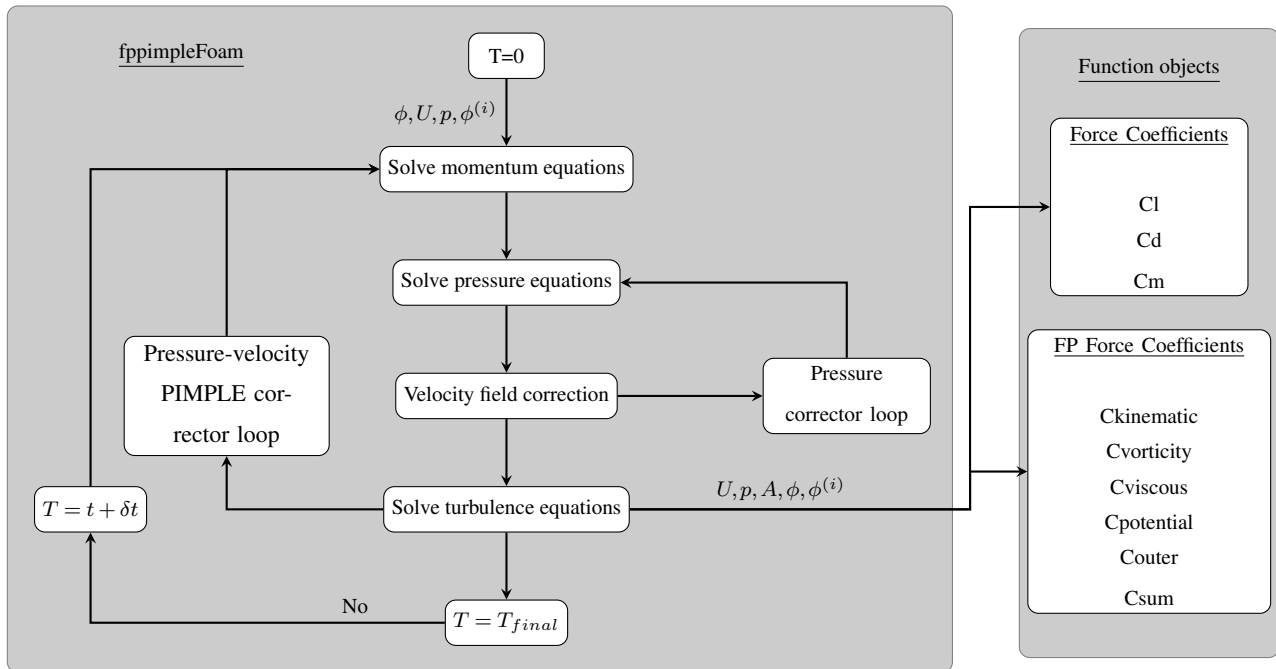 fppimpleFoam
T=0
ϕ, U, p, ϕ^(i)
Solve momentum equations
Solve pressure equations
Pressure-velocity
PIMPLE cor-
rector loop
Velocity field correction
Pressure
corrector loop
T = t + δt
Solve turbulence equations
U, p, A, ϕ, ϕ^(i)
No
T = T_final
Function objects
Force Coefficients
Cl
Cd
Cm
FP Force Coefficients
Ckinematic
Cvorticity
Cviscous
Cpotential
Couter
Csum